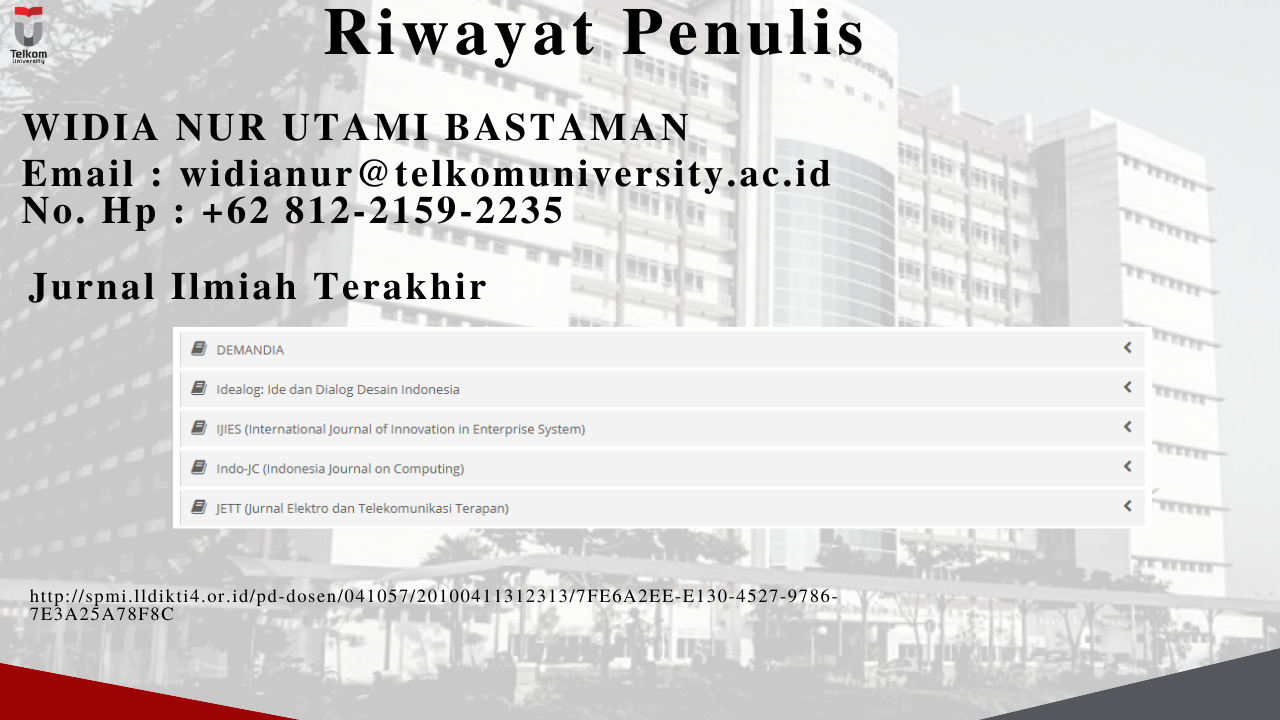 Telkom
University
Riwayat Penulis
WIDIA NUR UTAMI BASTAMAN
Email : widianur@telkomuniversity.ac.id
No. Hp : +62 812-2159-2235
Jurnal Ilmiah Terakhir
DEMANDIA
Idealog: Ide dan Dialog Desain Indonesia
IJIES (International Journal of Innovation in Enterprise System)
Indo-JC (Indonesia Journal on Computing)
JETT (Jurnal Elektro dan Telekomunikasi Terapan)
http://spmi.lldikti4.or.id/pd-dosen/041057/20100411312313/7FE6A2EE-E130-4527-9786-
7E3A25A78F8C